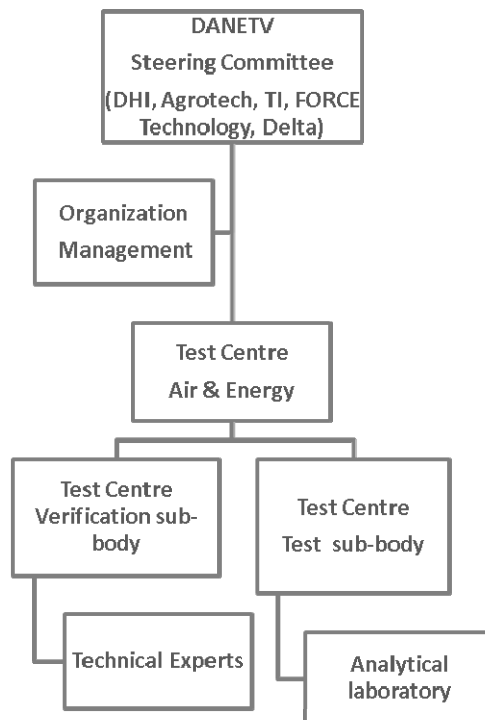 DANETV
Steering Committee
(DHI, Agrotech, TI, FORCE
Technology, Delta)
Organization
Management
Test Centre
Air & Energy
Test Centre
Verification sub-
body
Test Centre
Test sub-body
Technical Experts
Analytical
laboratory